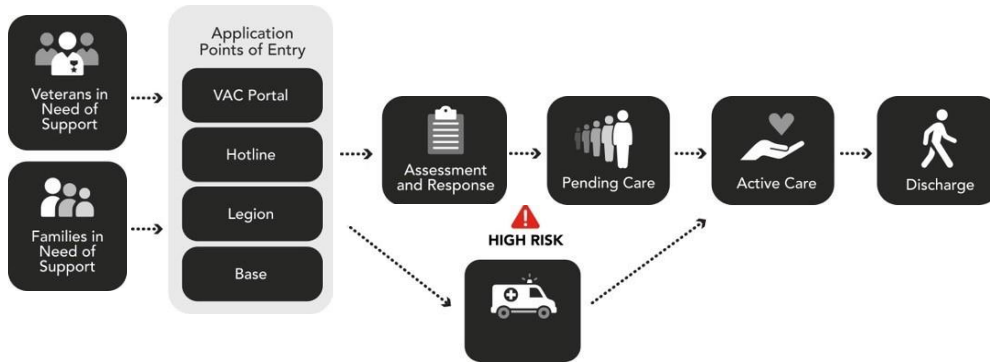 Veterans in
Need of
Support
Families in
Need of
Support
Application
Points of Entry
VAC Portal
Hotline
Legion
Base
Assessment
and Response
Pending Care
HIGH RISK
Active Care
Discharge